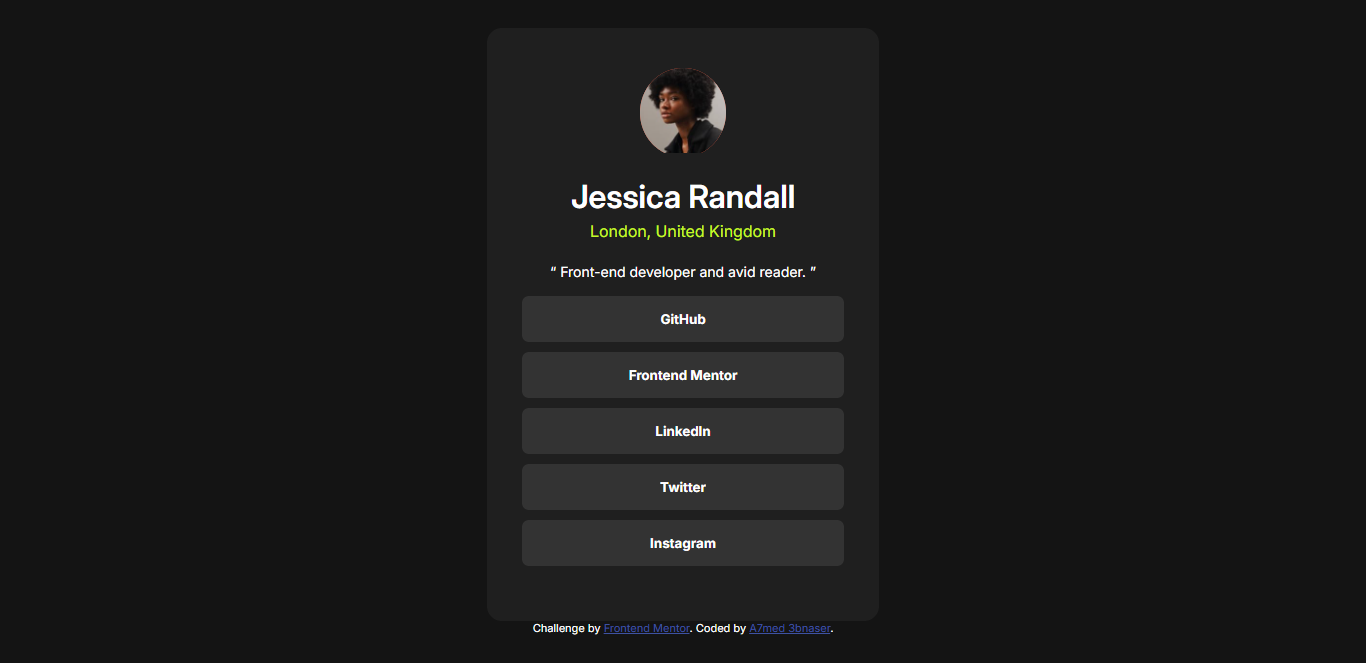 Jessica Randall
London, United Kingdom
“ Front-end developer and avid reader. ”
GitHub
Frontend Mentor
LinkedIn
Twitter
Instagram
Challenge by Frontend Mentor. Coded by A7med 3bnaser.